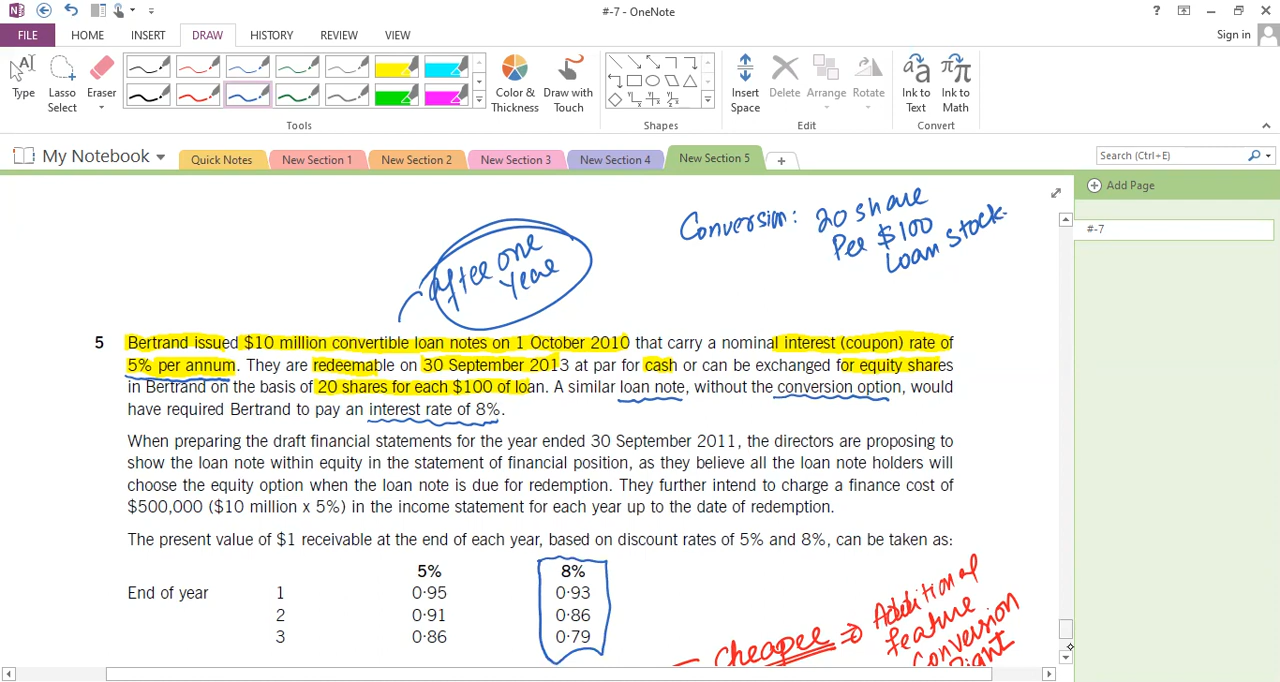 #-7 - OneNote
?
FILE HOME INSERT DRAW HISTORY REVIEW VIEW
Sign in
Type
Lasso Select
Eraser
Color & Thickness
Draw with Touch
Insert Space
Delete
Arrange
Rotate
Ink to Text
Ink to Math
Tools
Shapes
Edit
Convert
My Notebook
Quick Notes
New Section 1
New Section 2
New Section 3
New Section 4
New Section 5
Search (Ctrl+E)
Add Page
#-7
Conversion: 20 share
Per $100
Loan stock.
after one
year
5 Bertrand issued $10 million convertible loan notes on 1 October 2010 that carry a nominal interest (coupon) rate of
5% per annum. They are redeemable on 30 September 2013 at par for cash or can be exchanged for equity shares
in Bertrand on the basis of 20 shares for each $100 of loan. A similar loan note, without the conversion option, would
have required Bertrand to pay an interest rate of 8%.
When preparing the draft financial statements for the year ended 30 September 2011, the directors are proposing to
show the loan note within equity in the statement of financial position, as they believe all the loan note holders will
choose the equity option when the loan note is due for redemption. They further intend to charge a finance cost of
$500,000 ($10 million x 5%) in the income statement for each year up to the date of redemption.
The present value of $1 receivable at the end of each year, based on discount rates of 5% and 8%, can be taken as:
5% 8%
End of year 1 0·95 0·93
2 0·91 0·86
3 0·86 0·79
Cheaper ⇒ Additional
feature
Conversion
Right